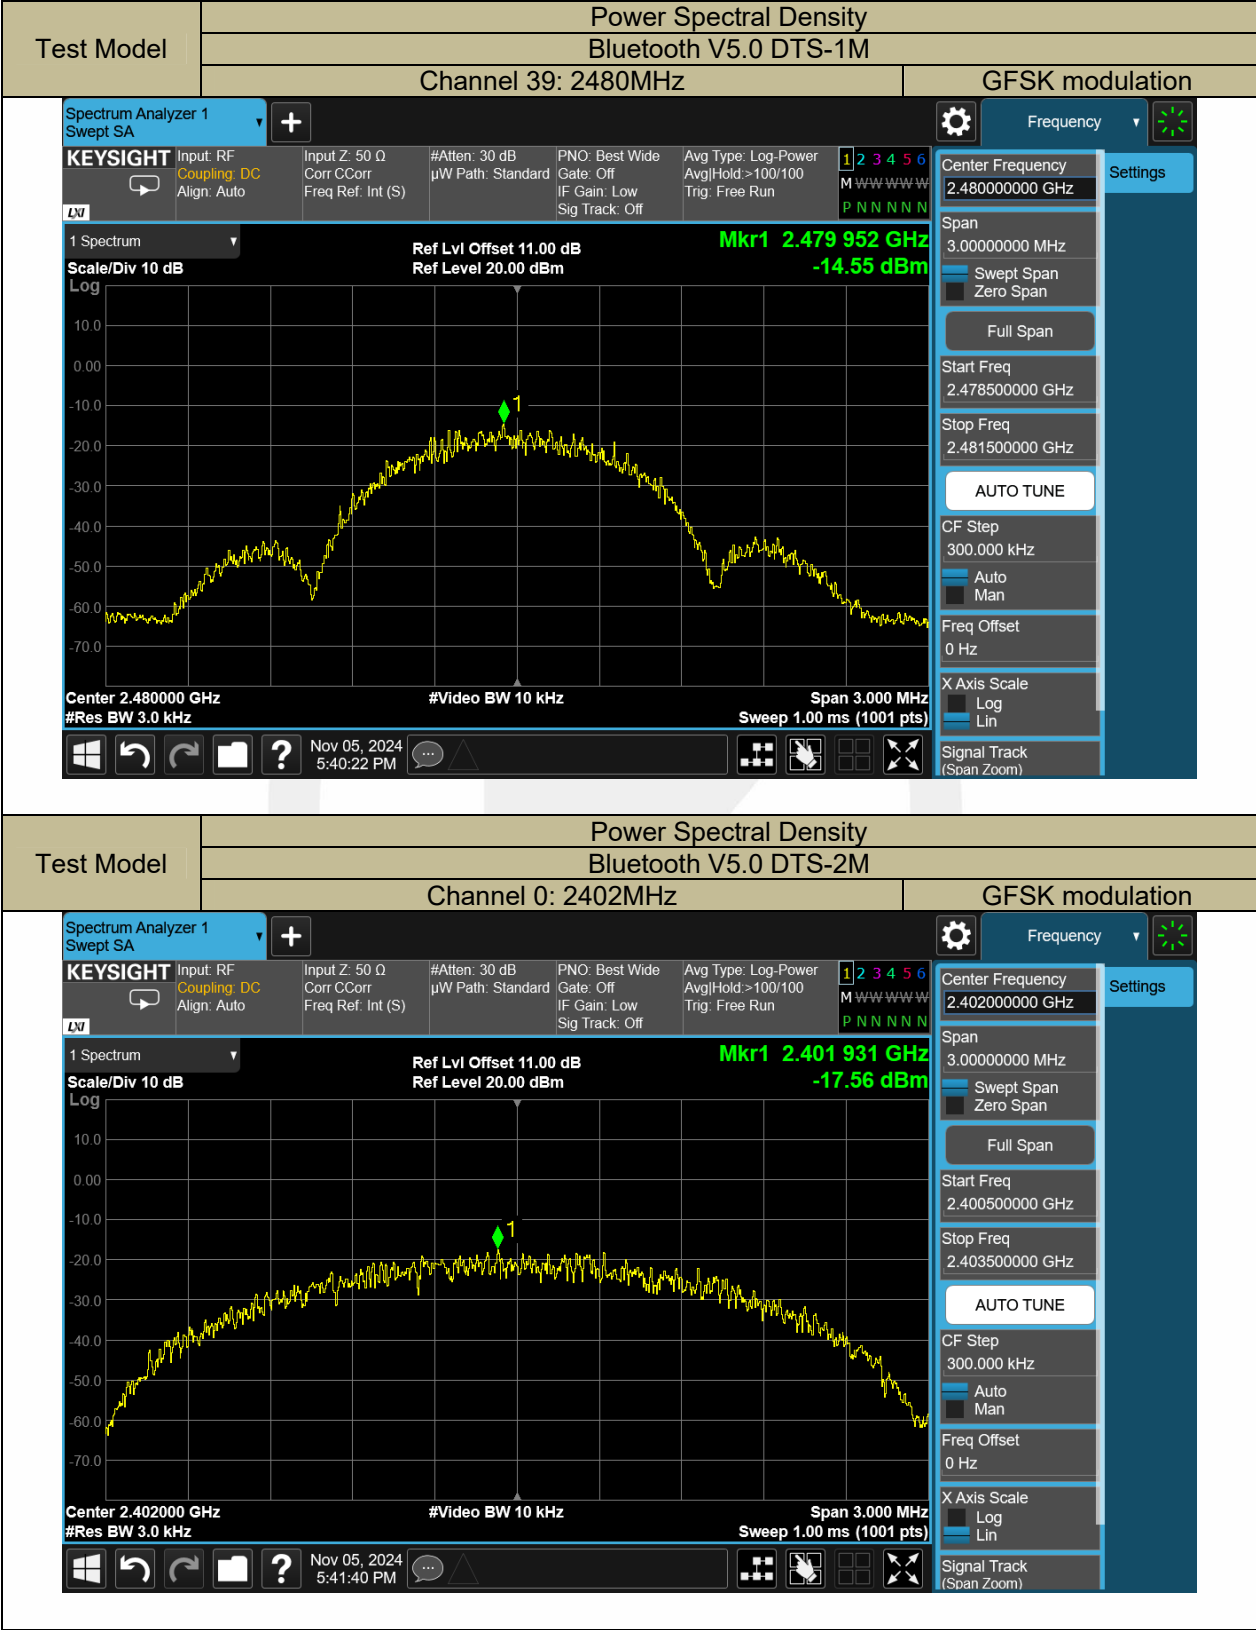 Test Model
Power Spectral Density
Bluetooth V5.0 DTS-1M
Channel 39: 2480MHz GFSK modulation
Spectrum Analyzer 1
Swept SA
Frequency
KEYSIGHT
Input: RF
Coupling: DC
Align: Auto
Input Z: 50 Ω
Corr CCorr
Freq Ref: Int (S)
#Atten: 30 dB
µW Path: Standard
PNO: Best Wide
Gate: Off
IF Gain: Low
Sig Track: Off
Avg Type: Log-Power
Avg|Hold:>100/100
Trig: Free Run
1 2 3 4 5 6
M W W W W W
P N N N N N
LXI
1 Spectrum
Scale/Div 10 dB
Ref Lvl Offset 11.00 dB
Ref Level 20.00 dBm
Mkr1 2.479 952 GHz
-14.55 dBm
Log
10.0
0.00
-10.0
-20.0
-30.0
-40.0
-50.0
-60.0
-70.0
1
Center 2.480000 GHz
#Res BW 3.0 kHz
#Video BW 10 kHz
Span 3.000 MHz
Sweep 1.00 ms (1001 pts)
Nov 05, 2024
5:40:22 PM
?
Center Frequency
2.480000000 GHz
Span
3.00000000 MHz
Swept Span
Zero Span
Full Span
Start Freq
2.478500000 GHz
Stop Freq
2.481500000 GHz
AUTO TUNE
CF Step
300.000 kHz
Auto
Man
Freq Offset
0 Hz
X Axis Scale
Log
Lin
Signal Track
(Span Zoom)
Settings
Test Model
Power Spectral Density
Bluetooth V5.0 DTS-2M
Channel 0: 2402MHz GFSK modulation
Spectrum Analyzer 1
Swept SA
Frequency
KEYSIGHT
Input: RF
Coupling: DC
Align: Auto
Input Z: 50 Ω
Corr CCorr
Freq Ref: Int (S)
#Atten: 30 dB
µW Path: Standard
PNO: Best Wide
Gate: Off
IF Gain: Low
Sig Track: Off
Avg Type: Log-Power
Avg|Hold:>100/100
Trig: Free Run
1 2 3 4 5 6
M W W W W W
P N N N N N
LXI
1 Spectrum
Scale/Div 10 dB
Ref Lvl Offset 11.00 dB
Ref Level 20.00 dBm
Mkr1 2.401 931 GHz
-17.56 dBm
Log
10.0
0.00
-10.0
-20.0
-30.0
-40.0
-50.0
-60.0
-70.0
1
Center 2.402000 GHz
#Res BW 3.0 kHz
#Video BW 10 kHz
Span 3.000 MHz
Sweep 1.00 ms (1001 pts)
Nov 05, 2024
5:41:40 PM
?
Center Frequency
2.402000000 GHz
Span
3.00000000 MHz
Swept Span
Zero Span
Full Span
Start Freq
2.400500000 GHz
Stop Freq
2.403500000 GHz
AUTO TUNE
CF Step
300.000 kHz
Auto
Man
Freq Offset
0 Hz
X Axis Scale
Log
Lin
Signal Track
(Span Zoom)
Settings